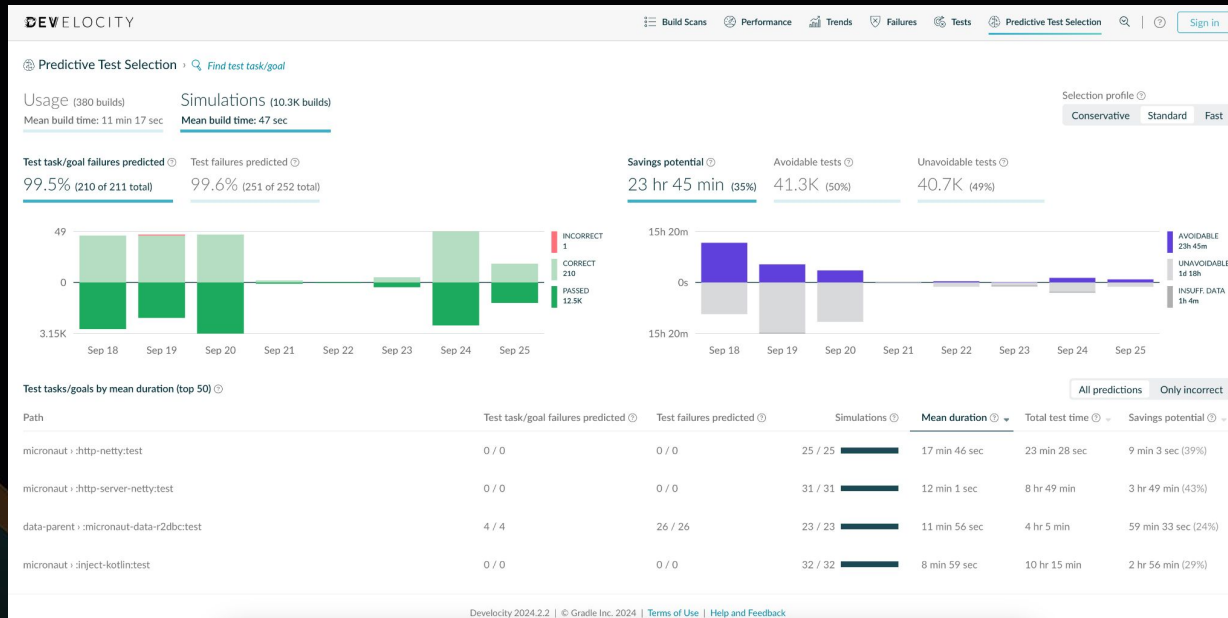 DEVELOCITY
Build Scans Performance Trends Failures Tests Predictive Test Selection Sign in
Predictive Test Selection › Find test task/goal
Usage (380 builds) Simulations (10.3K builds)
Mean build time: 11 min 17 sec Mean build time: 47 sec
Selection profile
Conservative Standard Fast
Test task/goal failures predicted Test failures predicted
99.5% (210 of 211 total) 99.6% (251 of 252 total)
Savings potential Avoidable tests Unavoidable tests
23 hr 45 min (35%) 41.3K (50%) 40.7K (49%)
49
0
3.15K
Sep 18 Sep 19 Sep 20 Sep 21 Sep 22 Sep 23 Sep 24 Sep 25
INCORRECT
1
CORRECT
210
PASSED
12.5K
15h 20m
0s
15h 20m
Sep 18 Sep 19 Sep 20 Sep 21 Sep 22 Sep 23 Sep 24 Sep 25
AVOIDABLE
23h 45m
UNAVOIDABLE
1d 18h
INSUFF. DATA
1h 4m
Test tasks/goals by mean duration (top 50)
All predictions Only incorrect
Path Test task/goal failures predicted Test failures predicted Simulations Mean duration Total test time Savings potential
micronaut › :http-netty:test 0 / 0 0 / 0 25 / 25 17 min 46 sec 23 min 28 sec 9 min 3 sec (39%)
micronaut › :http-server-netty:test 0 / 0 0 / 0 31 / 31 12 min 1 sec 8 hr 49 min 3 hr 49 min (43%)
data-parent › :micronaut-data-r2dbc:test 4 / 4 26 / 26 23 / 23 11 min 56 sec 4 hr 5 min 59 min 33 sec (24%)
micronaut › :inject-kotlin:test 0 / 0 0 / 0 32 / 32 8 min 59 sec 10 hr 15 min 2 hr 56 min (29%)
Develocity 2024.2.2 | © Gradle Inc. 2024 | Terms of Use | Help and Feedback